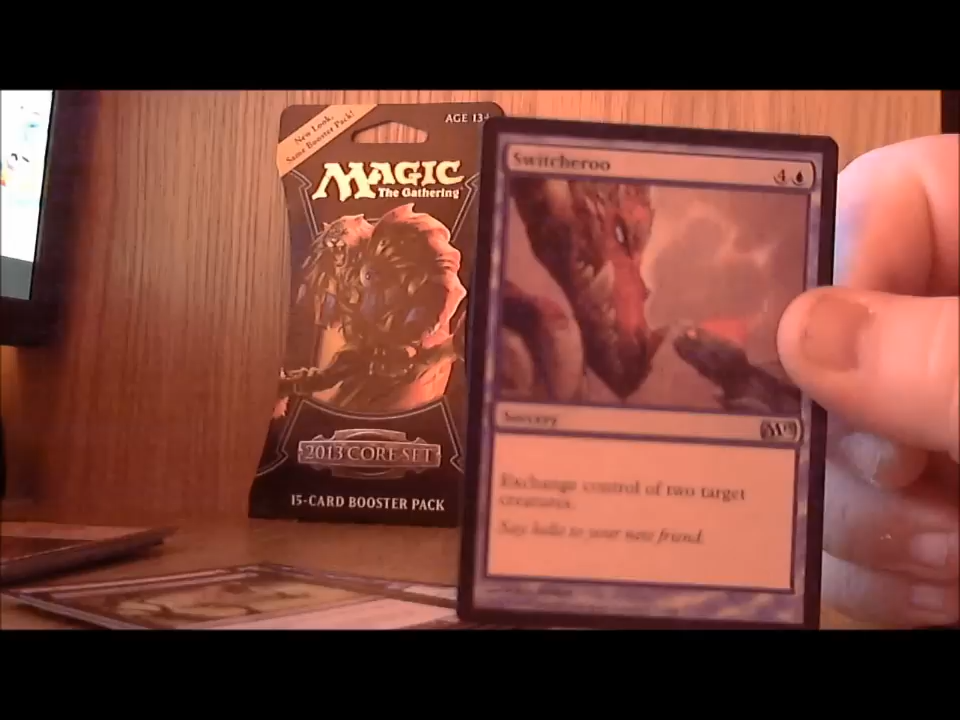 New Look,
Same Booster Pack!
AGE 13+
MAGIC
The Gathering
2013 CORE SET
15-CARD BOOSTER PACK
Switcheroo
4
Sorcery
M13
Exchange control of two target
creatures.
Say hello to your new friend.